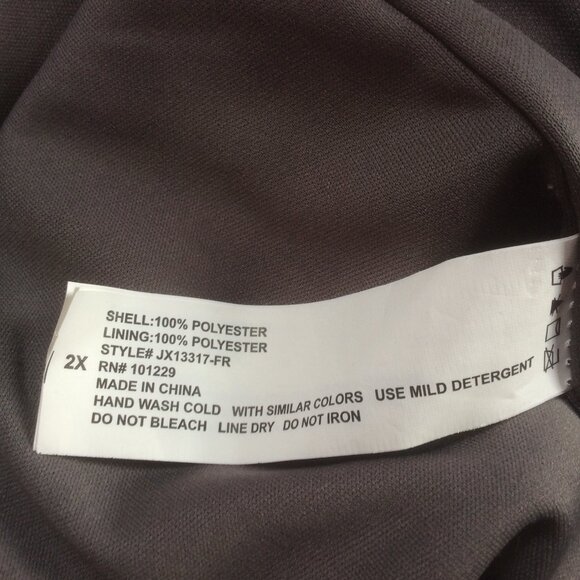 SHELL:100% POLYESTER
LINING:100% POLYESTER
STYLE# JX13317-FR
2X
RN# 101229
MADE IN CHINA
HAND WASH COLD WITH SIMILAR COLORS USE MILD DETERGENT
DO NOT BLEACH LINE DRY DO NOT IRON